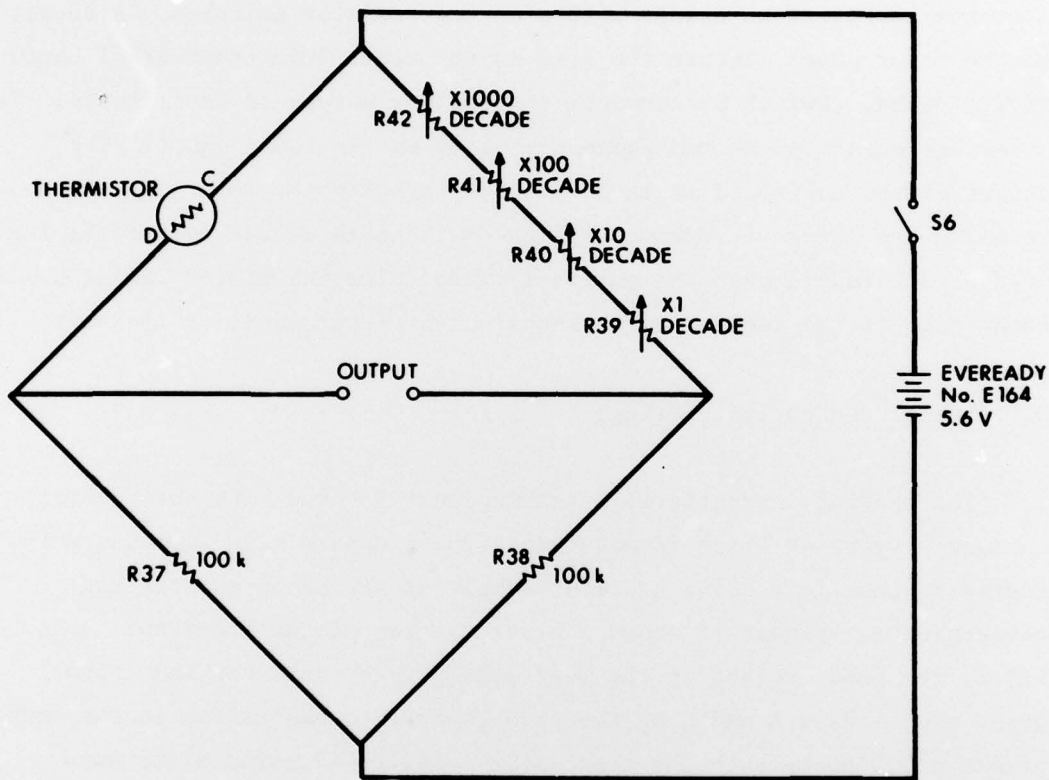 X1000
DECADE
R42
X100
DECADE
R41
X10
DECADE
R40
X1
DECADE
R39
THERMISTOR
C
D
S6
OUTPUT
EVEREADY
No. E164
5.6 V
R37
100 k
R38
100 k